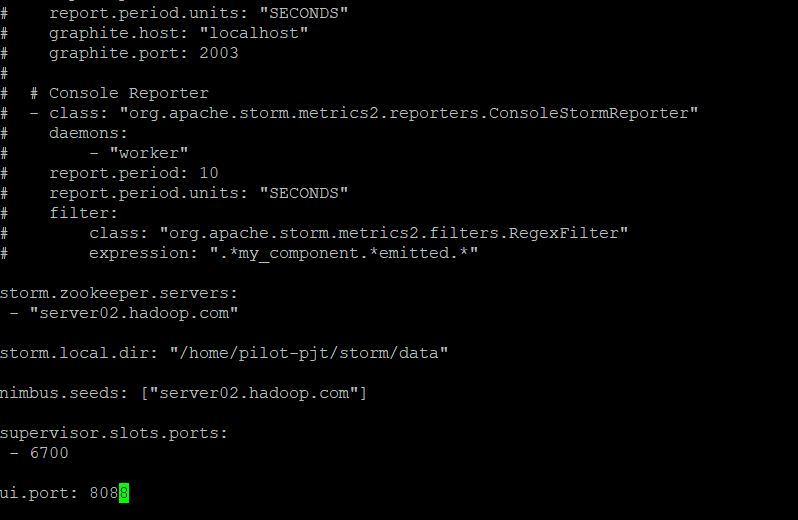 #    report.period.units: "SECONDS"
#    graphite.host: "localhost"
#    graphite.port: 2003
#
#  # Console Reporter
#  - class: "org.apache.storm.metrics2.reporters.ConsoleStormReporter"
#    daemons:
#        - "worker"
#    report.period: 10
#    report.period.units: "SECONDS"
#    filter:
#        class: "org.apache.storm.metrics2.filters.RegexFilter"
#        expression: ".*my_component.*emitted.*"
storm.zookeeper.servers:
 - "server02.hadoop.com"
storm.local.dir: "/home/pilot-pjt/storm/data"
nimbus.seeds: ["server02.hadoop.com"]
supervisor.slots.ports:
 - 6700
ui.port: 8088